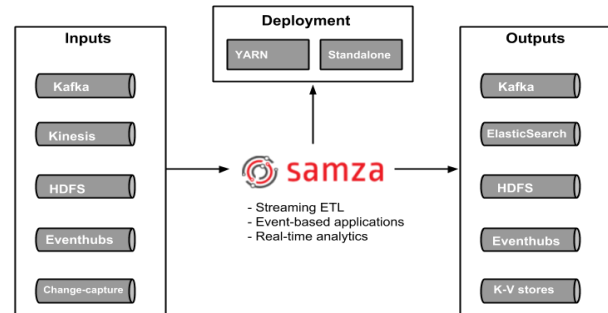 Inputs
Kafka
Kinesis
HDFS
Eventhubs
Change-capture
Deployment
YARN
Standalone
samza
- Streaming ETL
- Event-based applications
- Real-time analytics
Outputs
Kafka
ElasticSearch
HDFS
Eventhubs
K-V stores